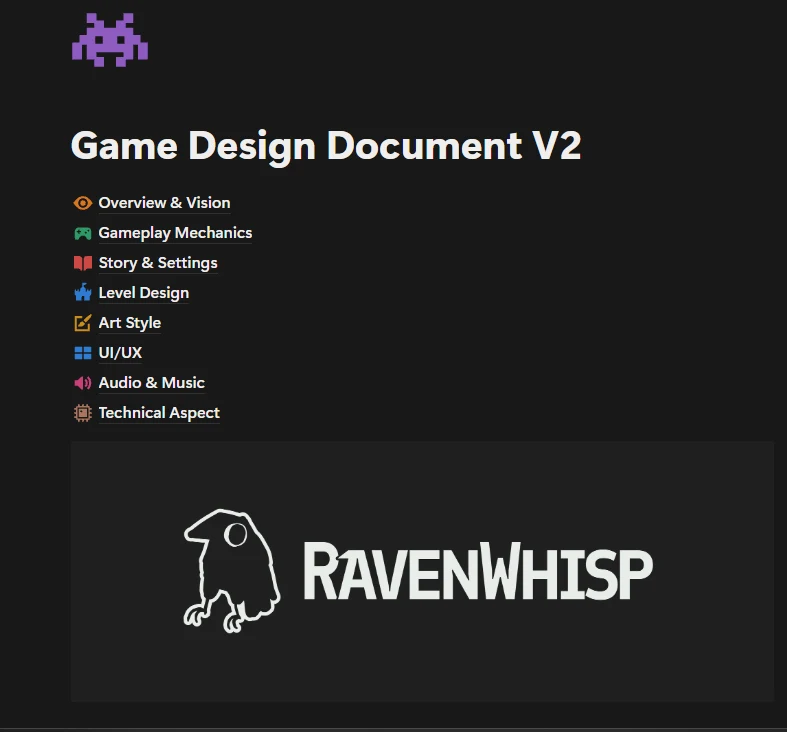 Game Design Document V2
Overview & Vision
Gameplay Mechanics
Story & Settings
Level Design
Art Style
UI/UX
Audio & Music
Technical Aspect
RAVENWHISP